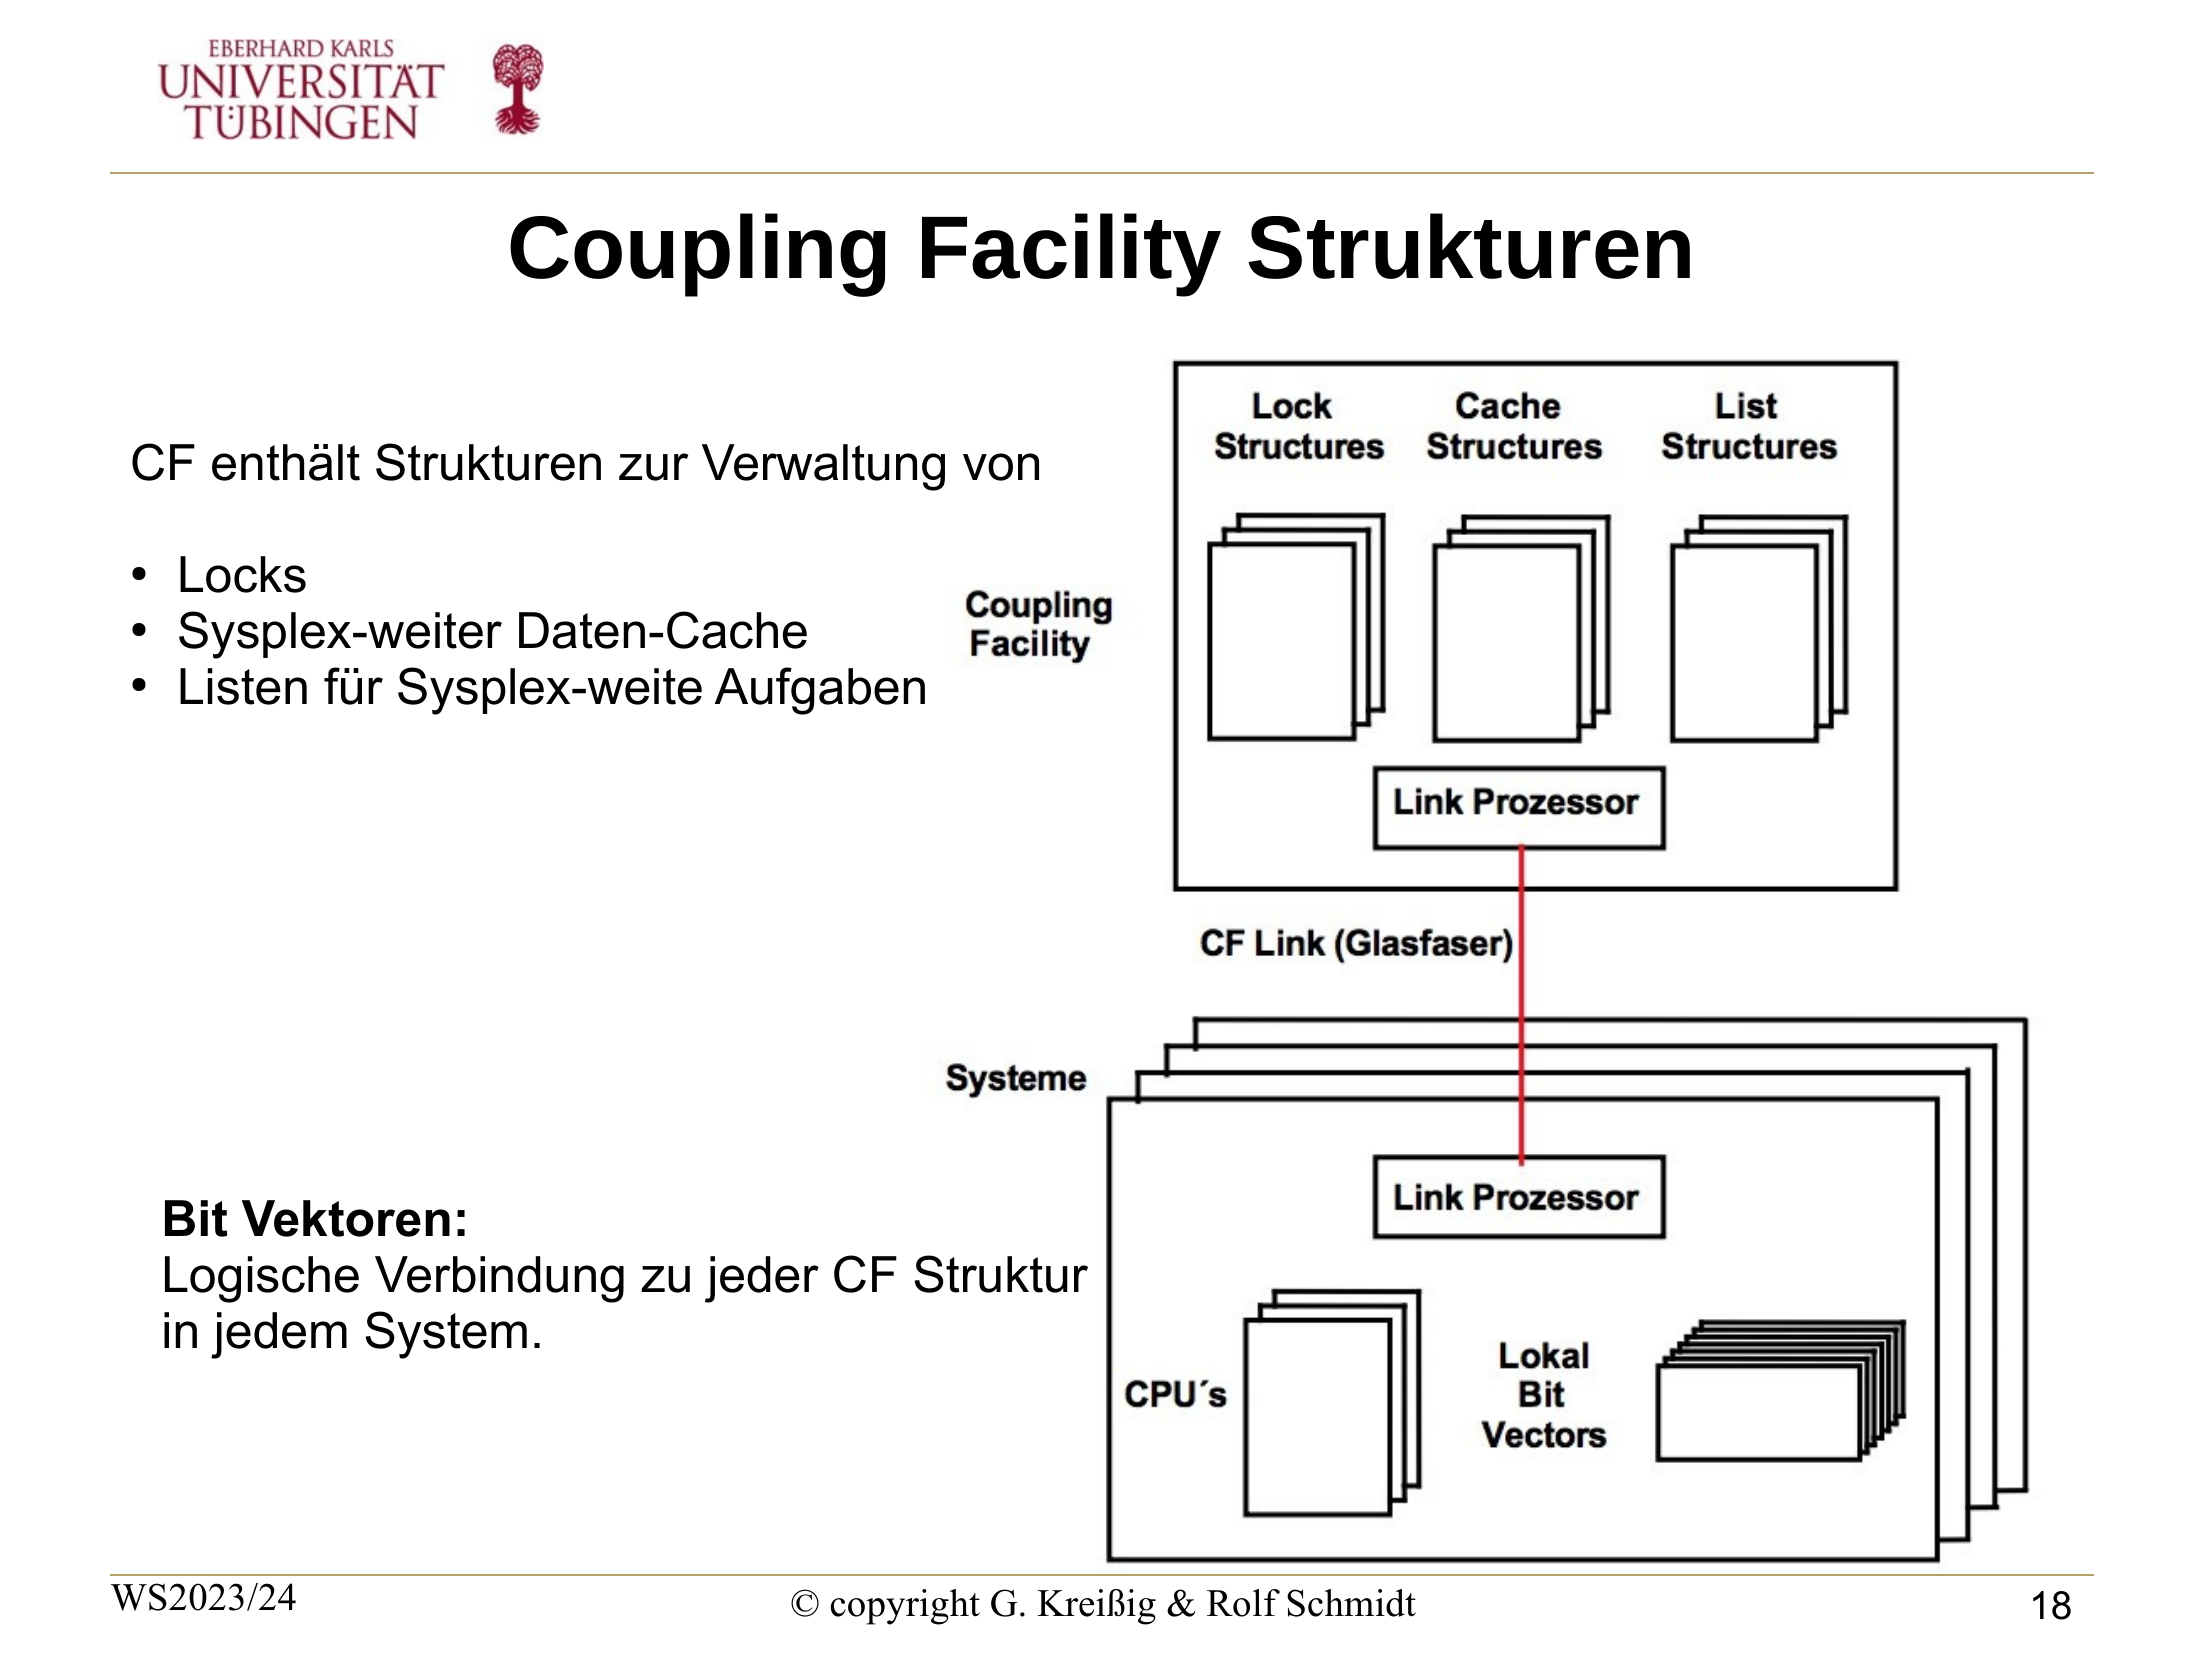 EBERHARD KARLS
UNIVERSITÄT
TÜBINGEN
Coupling Facility Strukturen
CF enthält Strukturen zur Verwaltung von
• Locks
• Sysplex-weiter Daten-Cache
• Listen für Sysplex-weite Aufgaben
Lock
Structures
Cache
Structures
List
Structures
Coupling
Facility
Link Prozessor
CF Link (Glasfaser)
Systeme
Link Prozessor
Bit Vektoren:
Logische Verbindung zu jeder CF Struktur
in jedem System.
CPU´s
Lokal
Bit
Vectors
WS2023/24
© copyright G. Kreißig & Rolf Schmidt
18